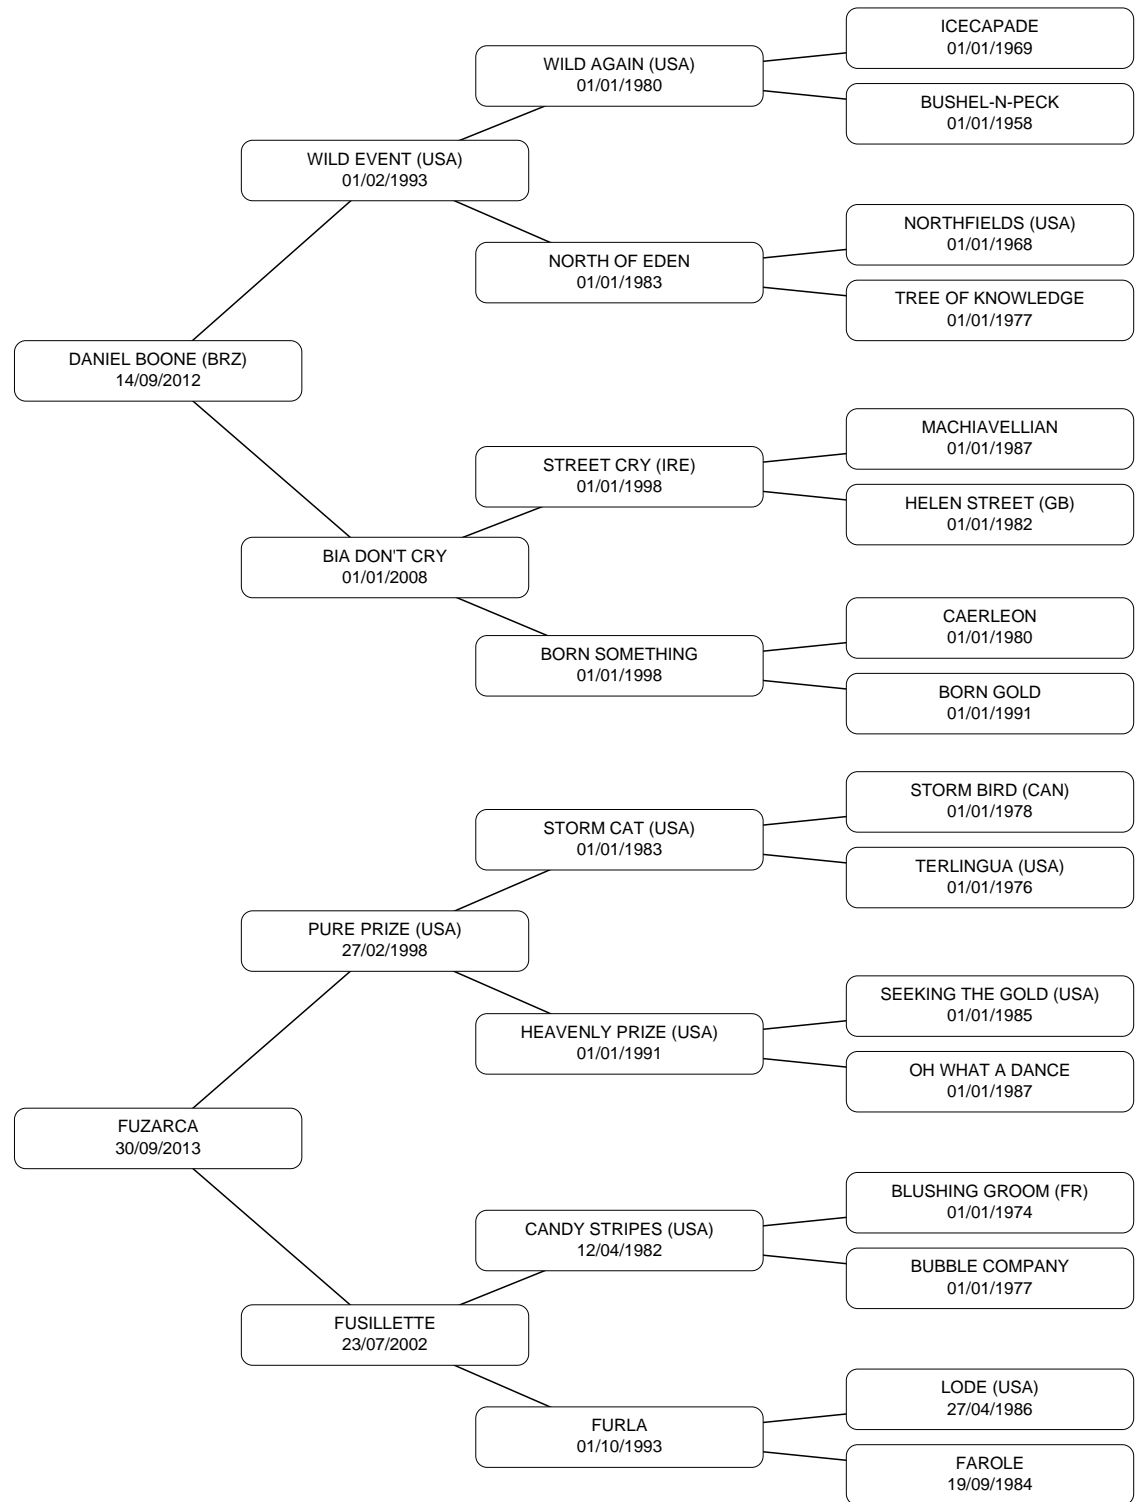 ICECAPADE
01/01/1969
WILD AGAIN (USA)
01/01/1980
BUSHEL-N-PECK
01/01/1958
WILD EVENT (USA)
01/02/1993
NORTHFIELDS (USA)
01/01/1968
NORTH OF EDEN
01/01/1983
TREE OF KNOWLEDGE
01/01/1977
DANIEL BOONE (BRZ)
14/09/2012
MACHIAVELLIAN
01/01/1987
STREET CRY (IRE)
01/01/1998
HELEN STREET (GB)
01/01/1982
BIA DON'T CRY
01/01/2008
CAERLEON
01/01/1980
BORN SOMETHING
01/01/1998
BORN GOLD
01/01/1991
STORM BIRD (CAN)
01/01/1978
STORM CAT (USA)
01/01/1983
TERLINGUA (USA)
01/01/1976
PURE PRIZE (USA)
27/02/1998
SEEKING THE GOLD (USA)
01/01/1985
HEAVENLY PRIZE (USA)
01/01/1991
OH WHAT A DANCE
01/01/1987
FUZARCA
30/09/2013
BLUSHING GROOM (FR)
01/01/1974
CANDY STRIPES (USA)
12/04/1982
BUBBLE COMPANY
01/01/1977
FUSILLETTE
23/07/2002
LODE (USA)
27/04/1986
FURLA
01/10/1993
FAROLE
19/09/1984